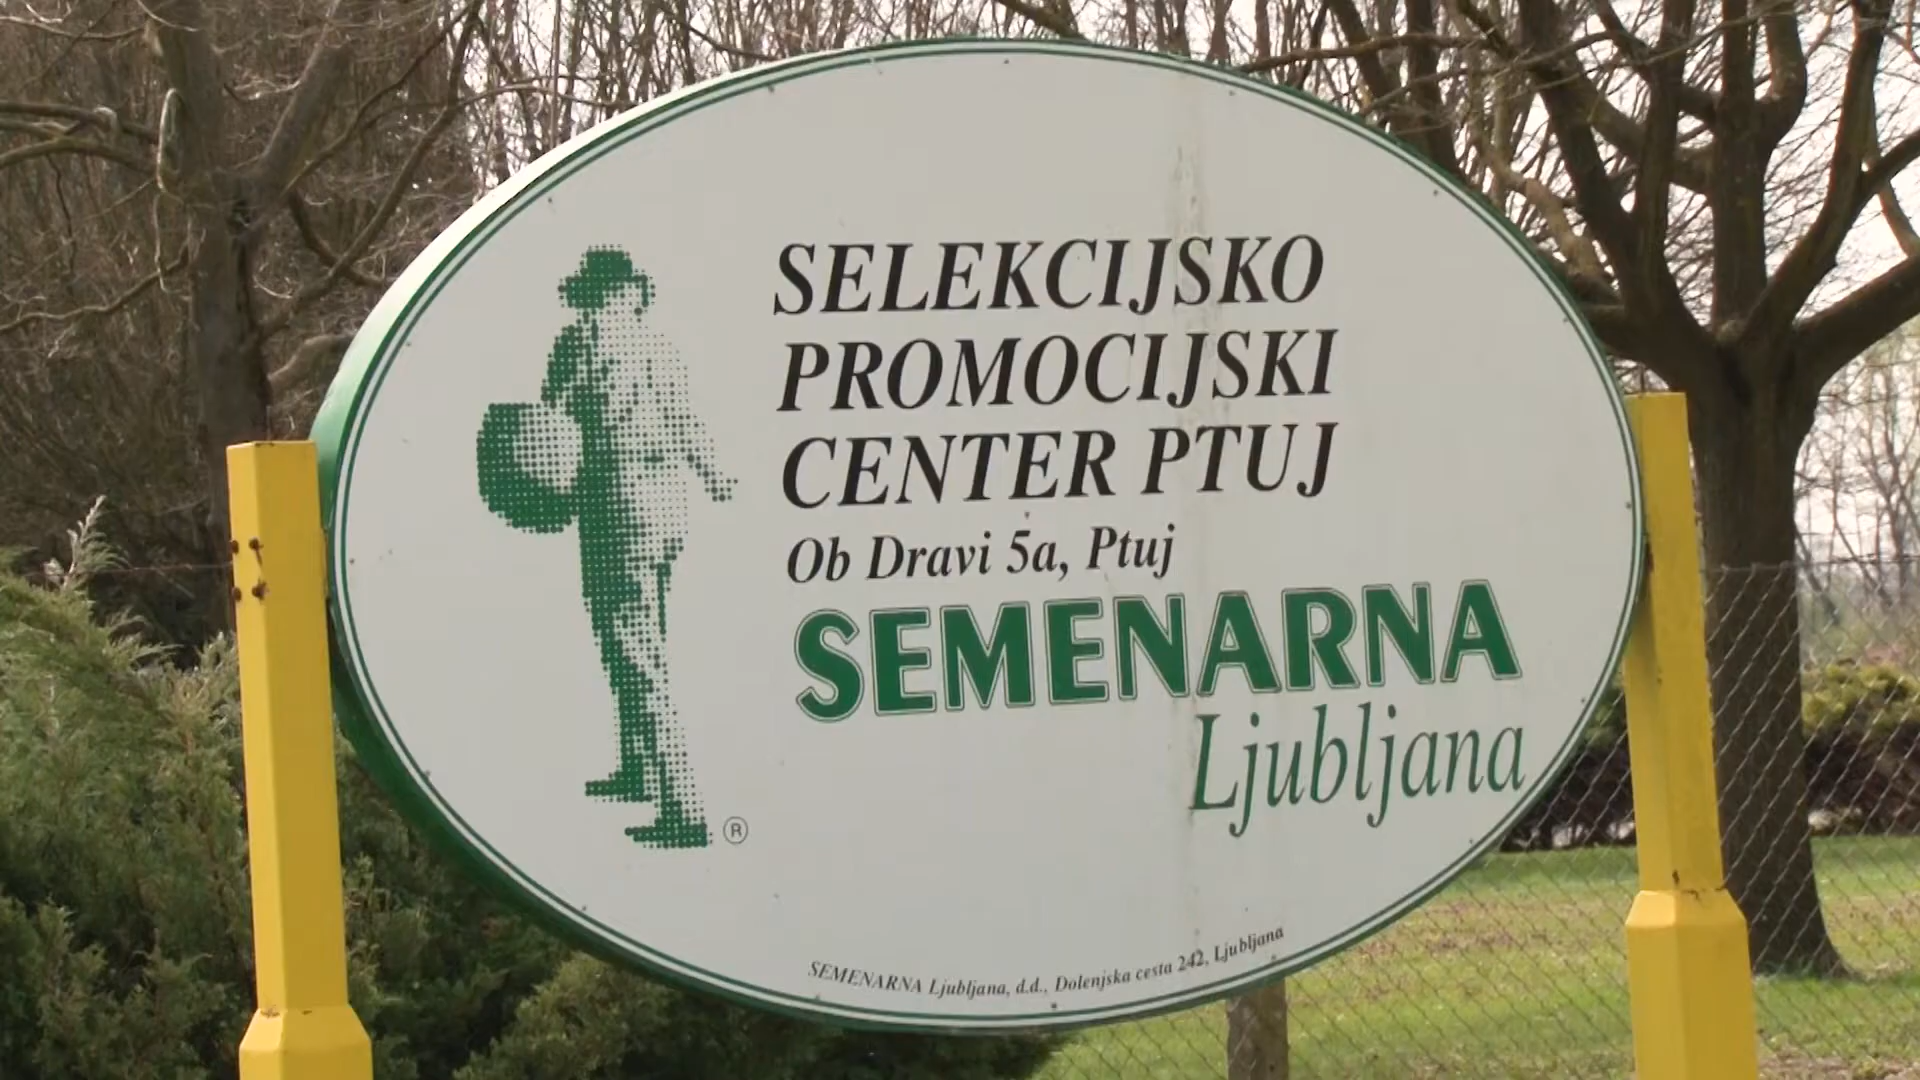 SELEKCIJSKO
PROMOCIJSKI
CENTER PTUJ
Ob Dravi 5a, Ptuj
SEMENARNA
Ljubljana
®
SEMENARNA Ljubljana, d.d., Dolenjska cesta 242, Ljubljana